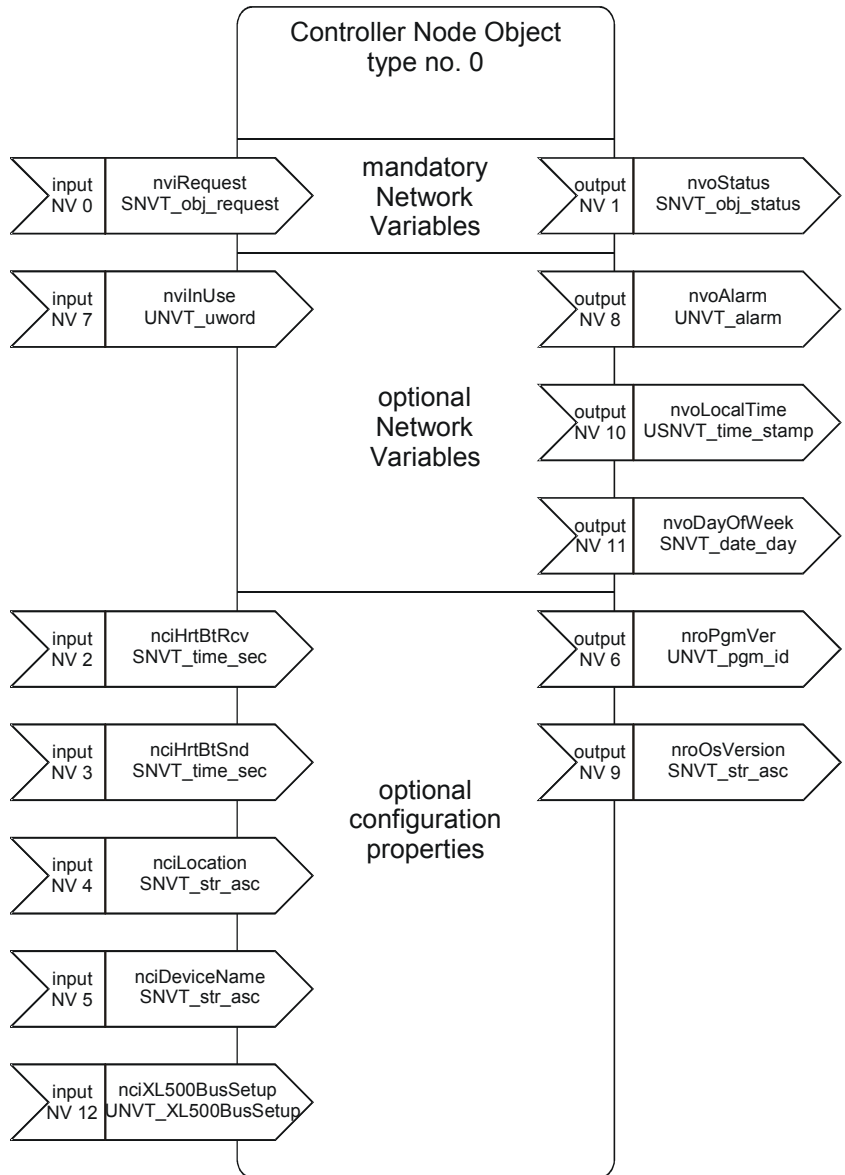 Controller Node Object
type no. 0
mandatory
Network
Variables
input
NV 0
nviRequest
SNVT_obj_request
output
NV 1
nvoStatus
SNVT_obj_status
input
NV 7
nviInUse
UNVT_uword
output
NV 8
nvoAlarm
UNVT_alarm
optional
Network
Variables
output
NV 10
nvoLocalTime
USNVT_time_stamp
output
NV 11
nvoDayOfWeek
SNVT_date_day
input
NV 2
nciHrtBtRcv
SNVT_time_sec
output
NV 6
nroPgmVer
UNVT_pgm_id
input
NV 3
nciHrtBtSnd
SNVT_time_sec
output
NV 9
nroOsVersion
SNVT_str_asc
optional
configuration
properties
input
NV 4
nciLocation
SNVT_str_asc
input
NV 5
nciDeviceName
SNVT_str_asc
input
NV 12
nciXL500BusSetup
UNVT_XL500BusSetup